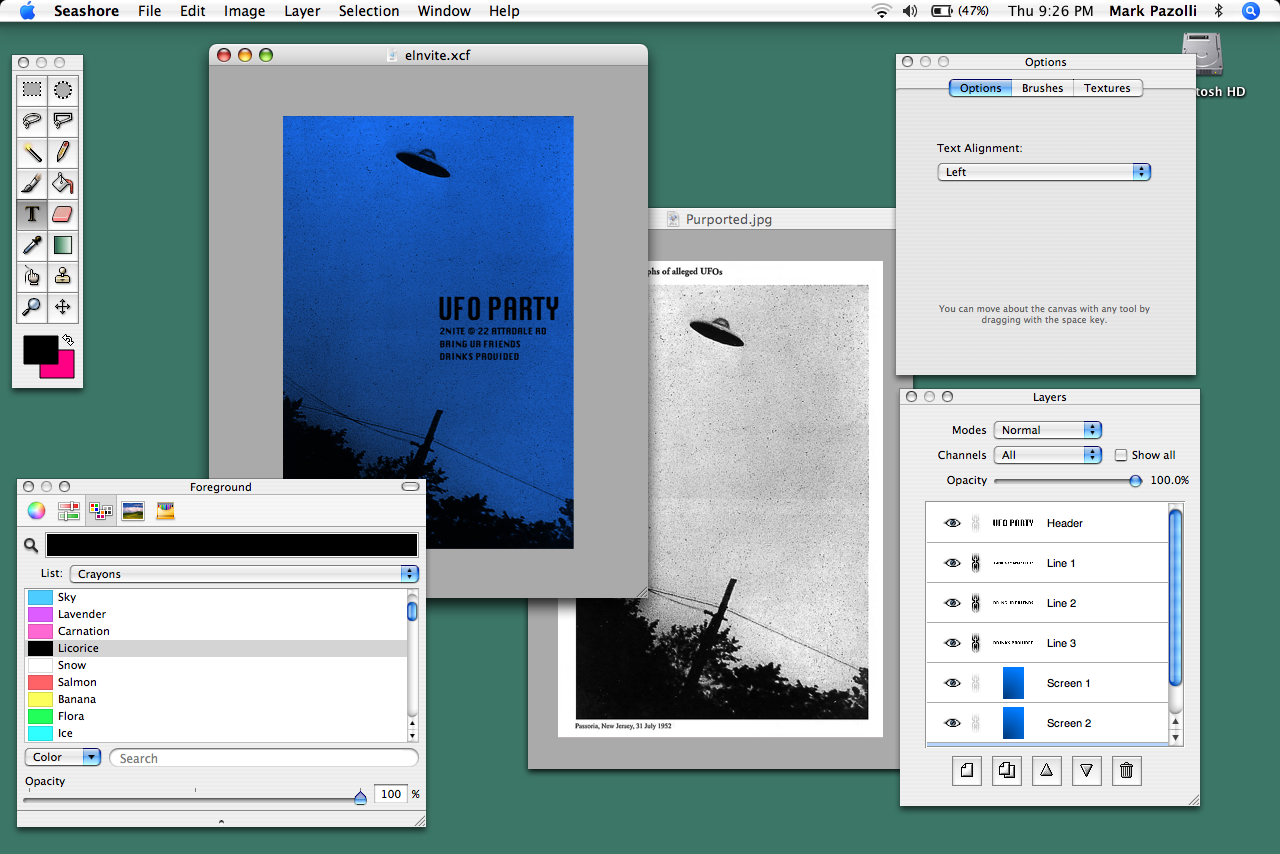 Seashore File Edit Image Layer Selection Window Help (47%) Thu 9:26 PM Mark Pazolli
eInvite.xcf
UFO PARTY
2NITE @ 22 ATTADALE RD
BRING UR FRIENDS
DRINKS PROVIDED
Purported.jpg
phs of alleged UFOs
Passoria, New Jersey, 31 July 1952
tosh HD
Options
Options Brushes Textures
Text Alignment:
Left
You can move about the canvas with any tool by
dragging with the space key.
T
Foreground
List: Crayons
Sky
Lavender
Carnation
Licorice
Snow
Salmon
Banana
Flora
Ice
Color Search
Opacity
100 %
Layers
Modes Normal
Channels All Show all
Opacity 100.0%
UFO PARTY Header
Line 1
Line 2
DRINKS PROVIDED Line 3
Screen 1
Screen 2